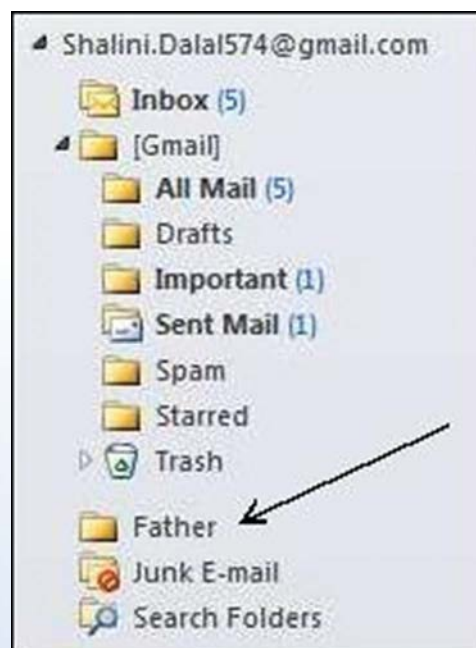 Shalini.Dalal574@gmail.com
Inbox (5)
[Gmail]
All Mail (5)
Drafts
Important (1)
Sent Mail (1)
Spam
Starred
Trash
Father
Junk E-mail
Search Folders